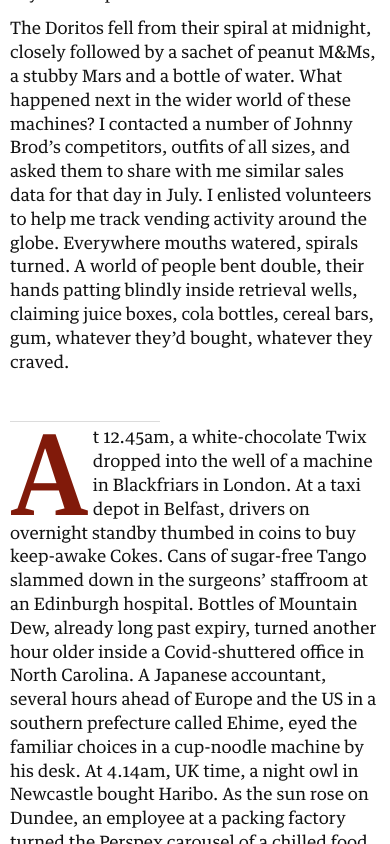 The Doritos fell from their spiral at midnight,
closely followed by a sachet of peanut M&Ms,
a stubby Mars and a bottle of water. What
happened next in the wider world of these
machines? I contacted a number of Johnny
Brod’s competitors, outfits of all sizes, and
asked them to share with me similar sales
data for that day in July. I enlisted volunteers
to help me track vending activity around the
globe. Everywhere mouths watered, spirals
turned. A world of people bent double, their
hands patting blindly inside retrieval wells,
claiming juice boxes, cola bottles, cereal bars,
gum, whatever they’d bought, whatever they
craved.
At 12.45am, a white-chocolate Twix
dropped into the well of a machine
in Blackfriars in London. At a taxi
depot in Belfast, drivers on
overnight standby thumbed in coins to buy
keep-awake Cokes. Cans of sugar-free Tango
slammed down in the surgeons’ staffroom at
an Edinburgh hospital. Bottles of Mountain
Dew, already long past expiry, turned another
hour older inside a Covid-shuttered office in
North Carolina. A Japanese accountant,
several hours ahead of Europe and the US in a
southern prefecture called Ehime, eyed the
familiar choices in a cup-noodle machine by
his desk. At 4.14am, UK time, a night owl in
Newcastle bought Haribo. As the sun rose on
Dundee, an employee at a packing factory
turned the Perspex carousel of a chilled food